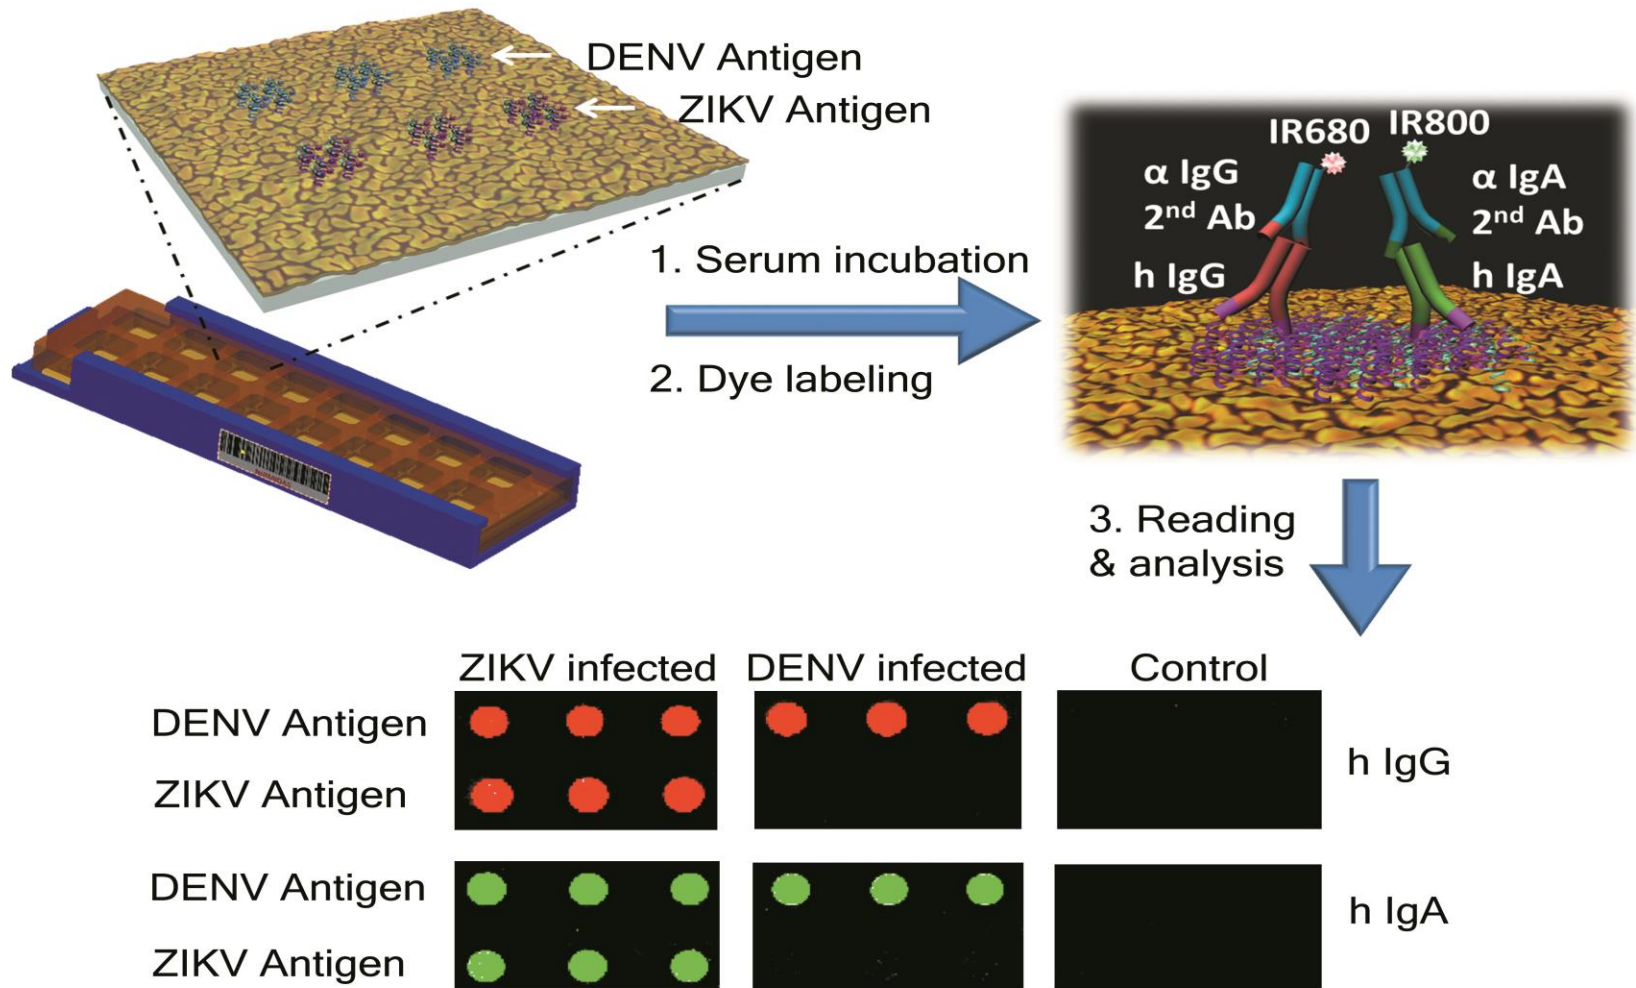 DENV Antigen
ZIKV Antigen
1. Serum incubation
2. Dye labeling
IR680
IR800
α IgG
2nd Ab
α IgA
2nd Ab
h IgG
h IgA
3. Reading
& analysis
ZIKV infected
DENV infected
Control
DENV Antigen
ZIKV Antigen
h IgG
DENV Antigen
ZIKV Antigen
h IgA